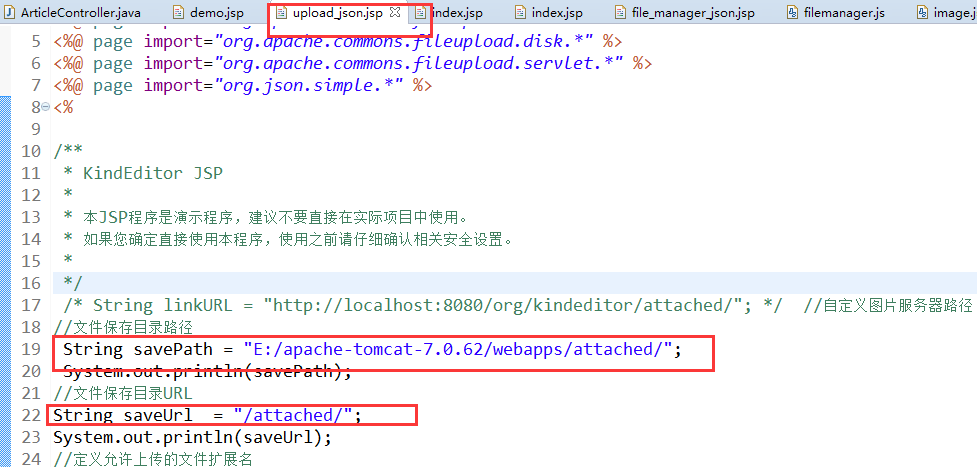 ArticleController.java demo.jsp upload_json.jsp index.jsp index.jsp file_manager_json.jsp filemanager.js image.j
5 <%@ page import="org.apache.commons.fileupload.disk.*" %>
6 <%@ page import="org.apache.commons.fileupload.servlet.*" %>
7 <%@ page import="org.json.simple.*" %>
8 <%
9
10 /**
11 * KindEditor JSP
12 *
13 * 本JSP程序是演示程序，建议不要直接在实际项目中使用。
14 * 如果您确定直接使用本程序，使用之前请仔细确认相关安全设置。
15 *
16 */
17 /* String linkURL = "http://localhost:8080/org/kindeditor/attached/"; */ //自定义图片服务器路径
18 //文件保存目录路径
19 String savePath = "E:/apache-tomcat-7.0.62/webapps/attached/";
20 System.out.println(savePath);
21 //文件保存目录URL
22 String saveUrl = "/attached/";
23 System.out.println(saveUrl);
24 //定义允许上传的文件扩展名